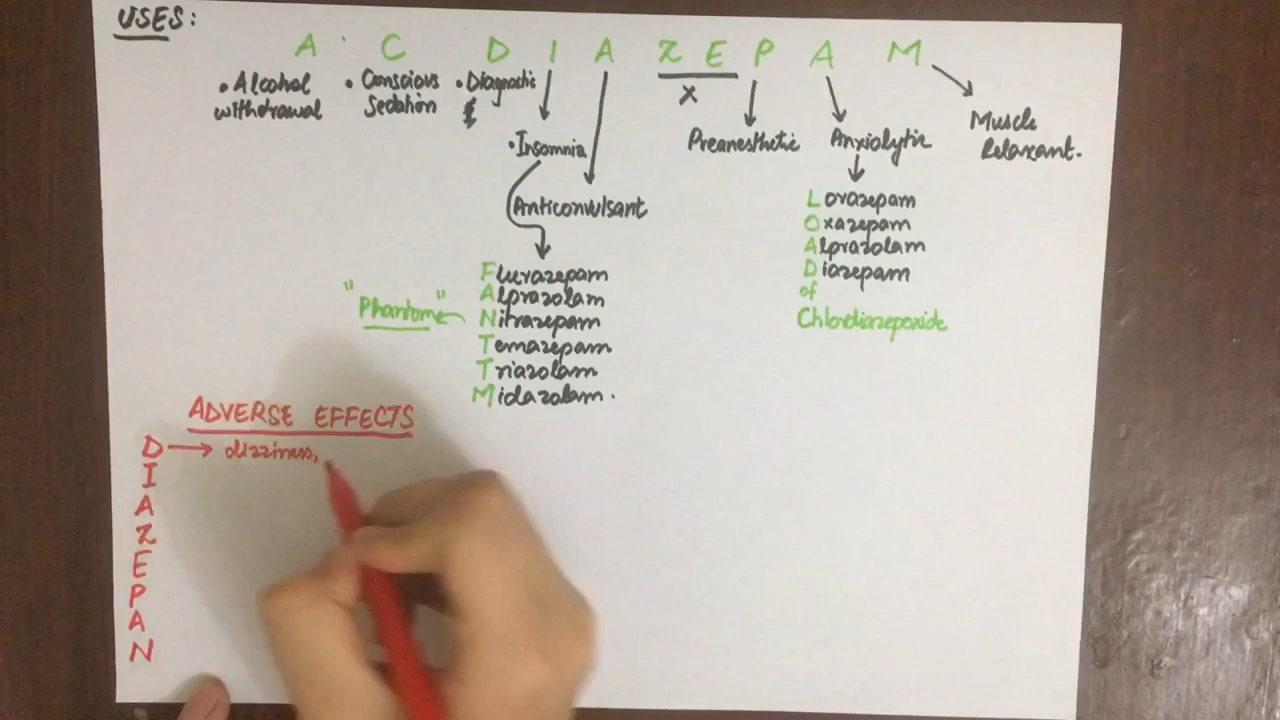 USES:
A C D I A Z E P A M
• Alcohol withdrawal
• Conscious Sedation
• Diagnostic
• Insomnia
Anticonvulsant
x
Preanesthetic
Anxiolytic
Muscle
Relaxant.
Lorazepam
Oxazepam
Alprazolam
Diazepam
of
Chlordiazepoxide
Flurazepam
Alprazolam
"Phantom"
Nitrazepam
Temazepam
Triazolam
Midazolam.
ADVERSE EFFECTS
D → dizziness,
I
A
Z
E
P
A
N